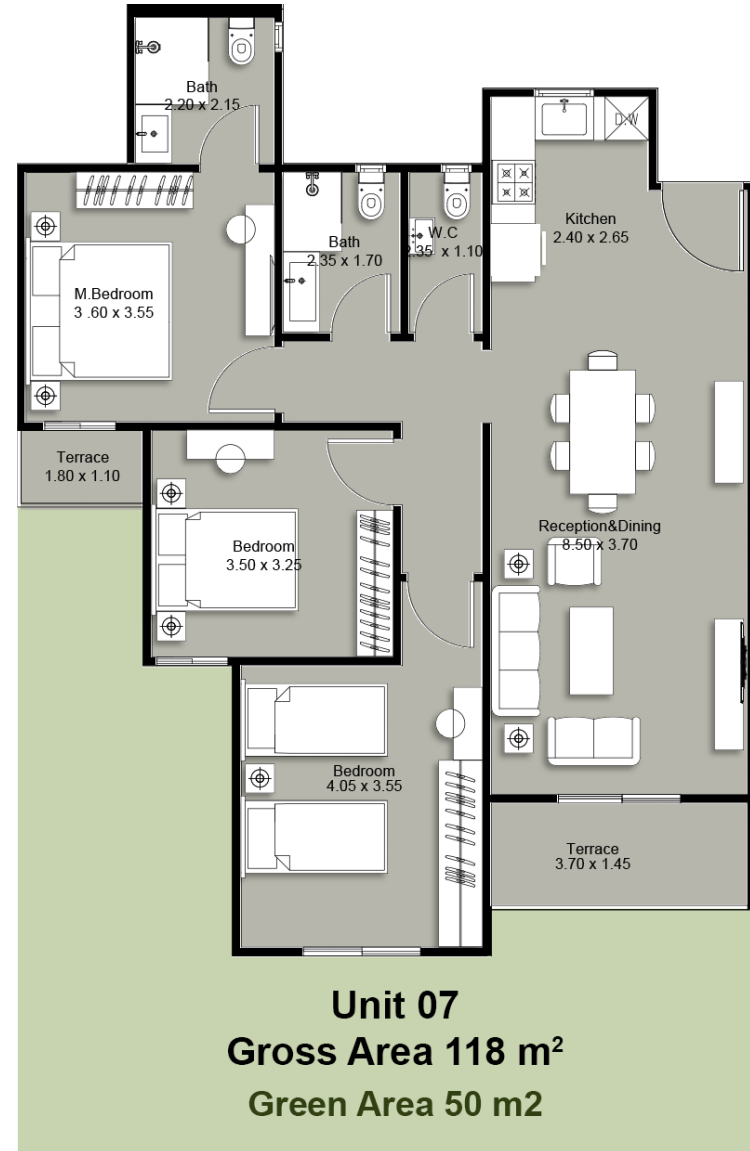 Bath
2.20 x 2.15
D.W
Kitchen
2.40 x 2.65
W.C
2.35 x 1.10
Bath
2.35 x 1.70
M.Bedroom
3 .60 x 3.55
Terrace
1.80 x 1.10
Bedroom
3.50 x 3.25
Reception&Dining
8.50 x 3.70
Bedroom
4.05 x 3.55
Terrace
3.70 x 1.45
Unit 07
Gross Area 118 m²
Green Area 50 m2